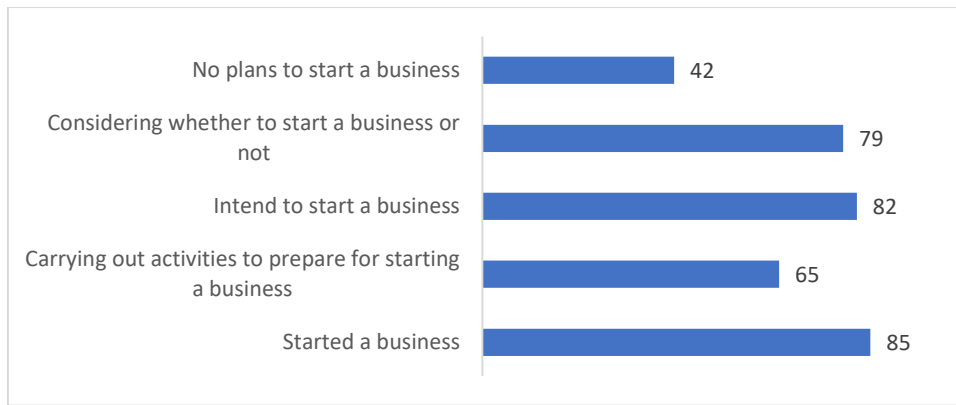 No plans to start a business
42
Considering whether to start a business or
not
79
Intend to start a business
82
Carrying out activities to prepare for starting
a business
65
Started a business
85